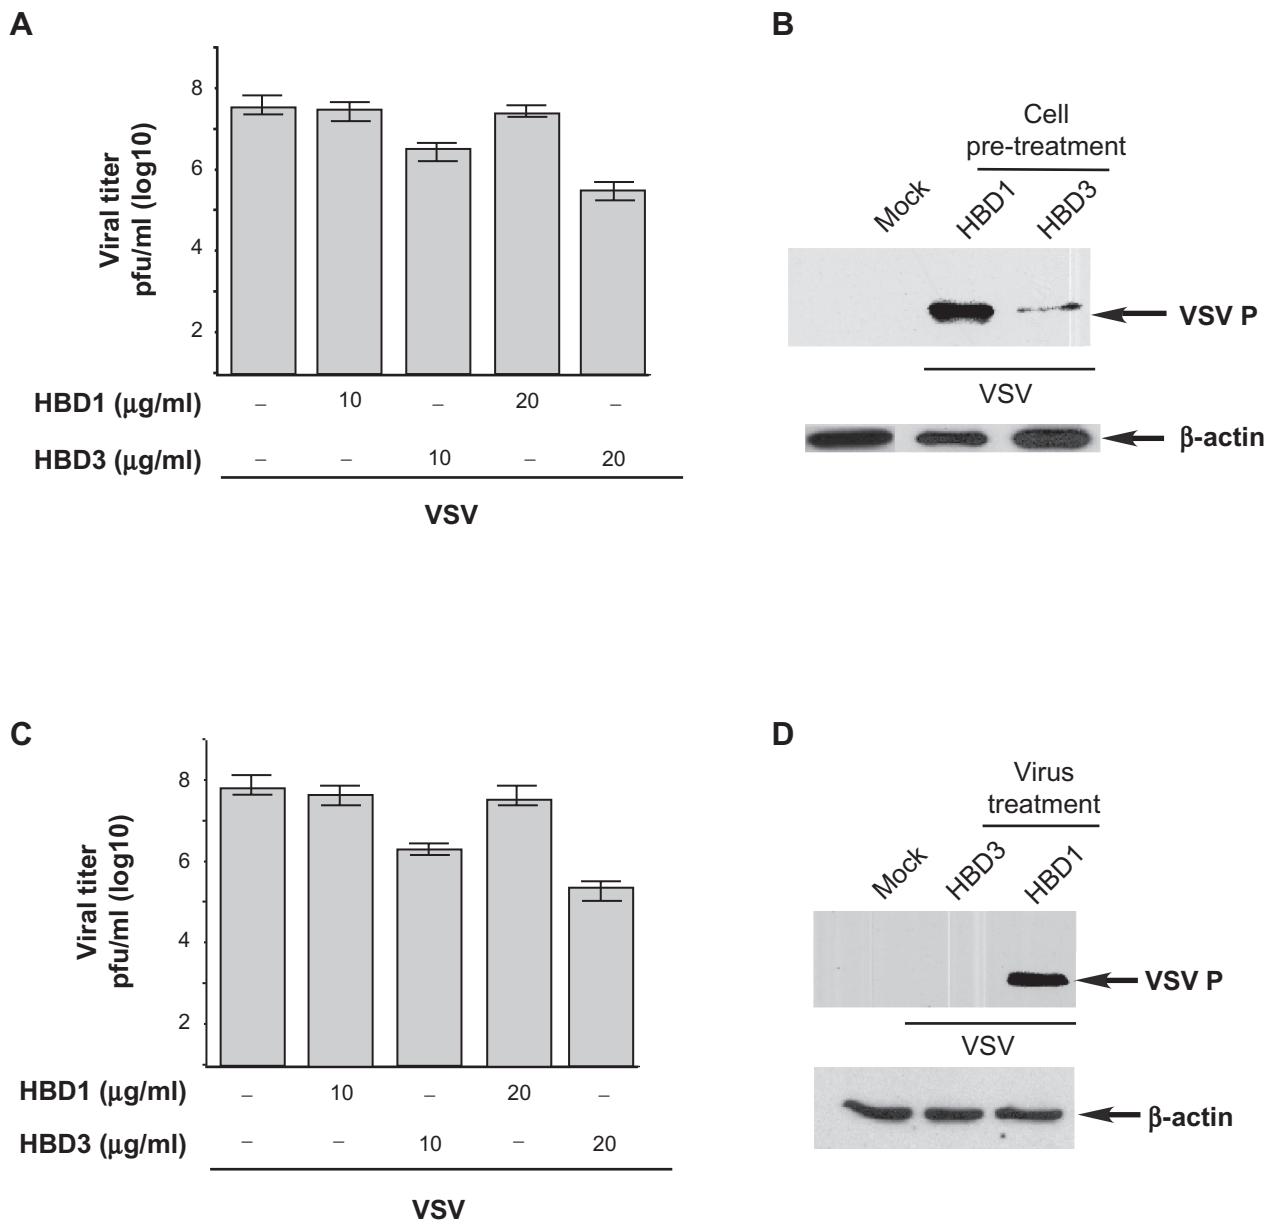 A
Viral titer
pfu/ml (log10)
8
6
4
2
HBD1 (μg/ml) – 10 – 20 –
HBD3 (μg/ml) – – 10 – 20
VSV
B
Cell
pre-treatment
Mock HBD1 HBD3
VSV P
VSV
β-actin
C
Viral titer
pfu/ml (log10)
8
6
4
2
HBD1 (μg/ml) – 10 – 20 –
HBD3 (μg/ml) – – 10 – 20
VSV
D
Virus
treatment
Mock HBD3 HBD1
VSV P
VSV
β-actin